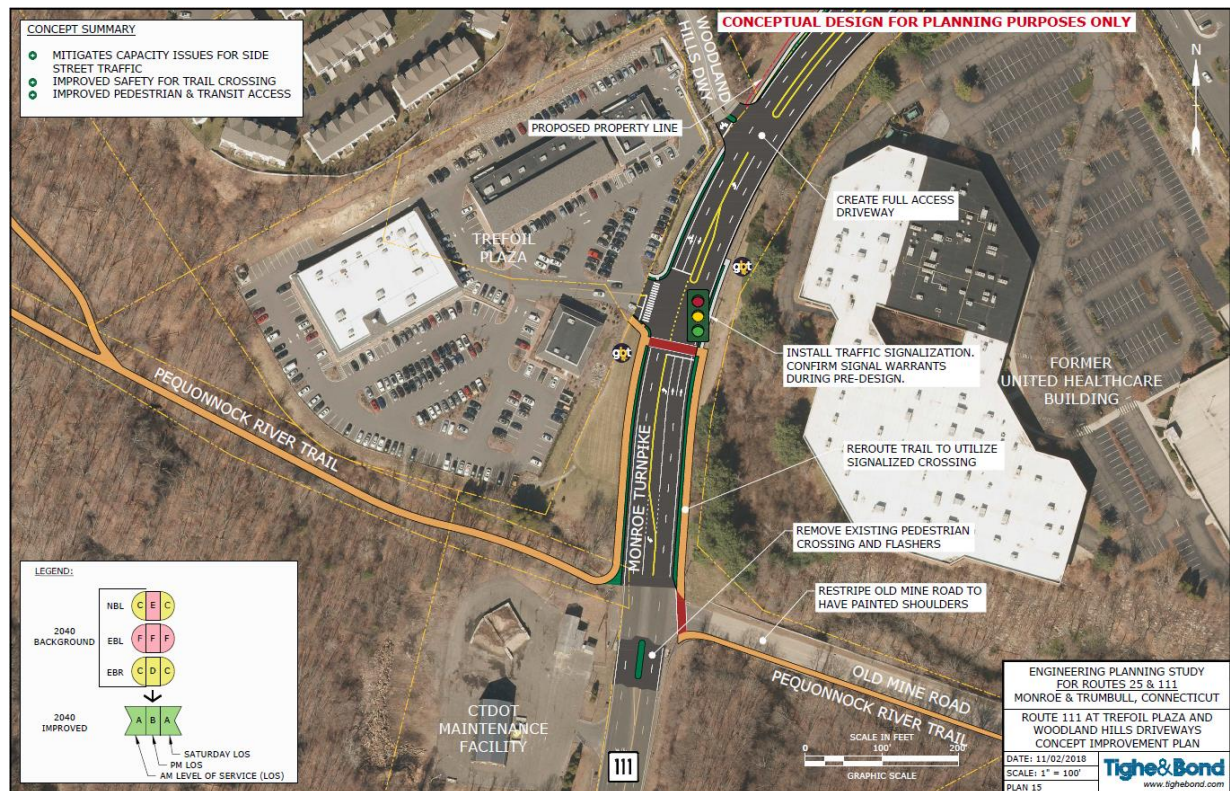 CONCEPT SUMMARY
MITIGATES CAPACITY ISSUES FOR SIDE
STREET TRAFFIC
IMPROVED SAFETY FOR TRAIL CROSSING
IMPROVED PEDESTRIAN & TRANSIT ACCESS
CONCEPTUAL DESIGN FOR PLANNING PURPOSES ONLY
WOODLAND
HILLS DWY
N
PROPOSED PROPERTY LINE
CREATE FULL ACCESS
DRIVEWAY
TREFOIL
PLAZA
gbt
gbt
INSTALL TRAFFIC SIGNALIZATION.
CONFIRM SIGNAL WARRANTS
DURING PRE-DESIGN.
FORMER
UNITED HEALTHCARE
BUILDING
PEQUONNOCK RIVER TRAIL
MONROE TURNPIKE
REROUTE TRAIL TO UTILIZE
SIGNALIZED CROSSING
REMOVE EXISTING PEDESTRIAN
CROSSING AND FLASHERS
RESTRIPE OLD MINE ROAD TO
HAVE PAINTED SHOULDERS
OLD MINE ROAD
PEQUONNOCK RIVER TRAIL
CTDOT
MAINTENANCE
FACILITY
111
SCALE IN FEET
0 100' 200'
GRAPHIC SCALE
LEGEND:
NBL C E C
2040
BACKGROUND
EBL F F F
EBR C D C
2040
IMPROVED
A B A
SATURDAY LOS
PM LOS
AM LEVEL OF SERVICE (LOS)
ENGINEERING PLANNING STUDY
FOR ROUTES 25 & 111
MONROE & TRUMBULL, CONNECTICUT
ROUTE 111 AT TREFOIL PLAZA AND
WOODLAND HILLS DRIVEWAYS
CONCEPT IMPROVEMENT PLAN
DATE: 11/02/2018
SCALE: 1" = 100'
PLAN 15
Tighe&Bond
www.tighebond.com